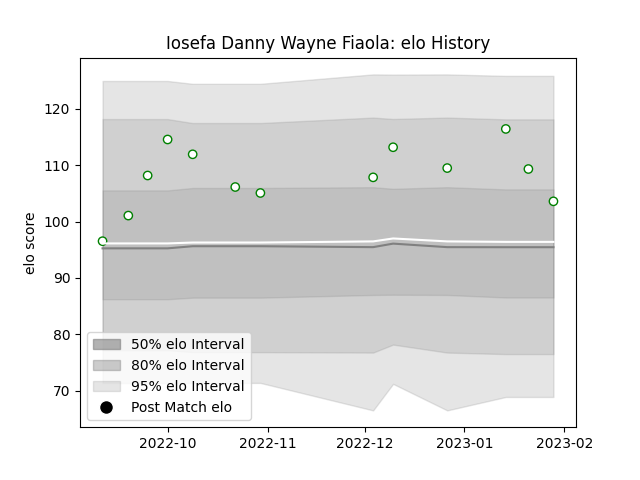 Iosefa Danny Wayne Fiaola: elo History
elo score
120
110
100
90
80
70
50% elo Interval
80% elo Interval
95% elo Interval
Post Match elo
2022-10
2022-11
2022-12
2023-01
2023-02